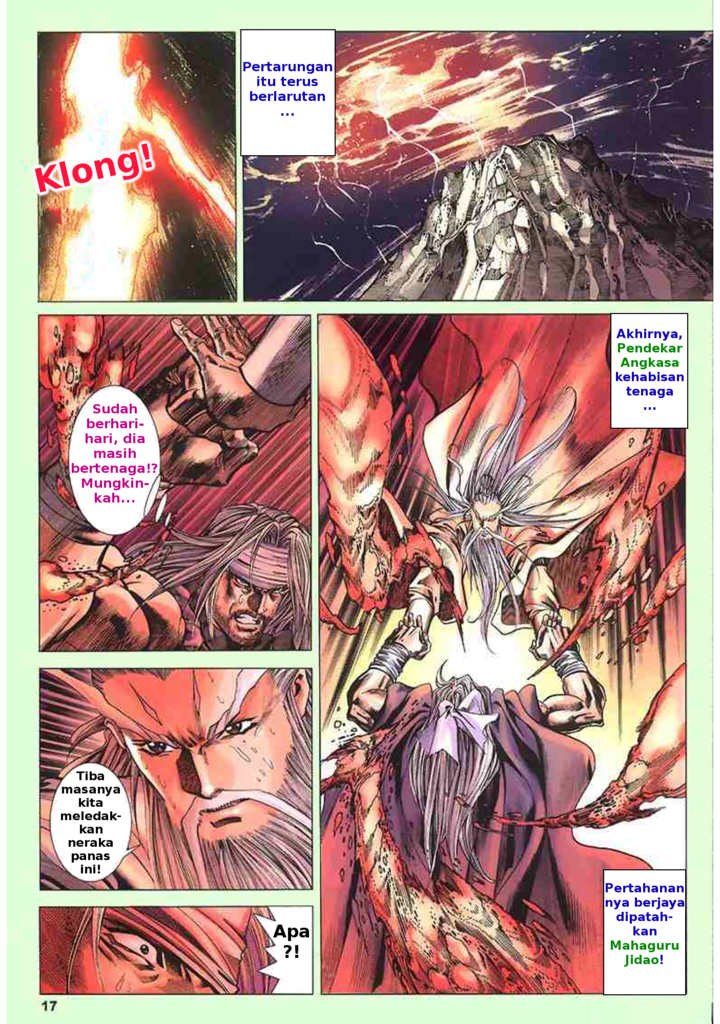 Klong!
Pertarungan
itu terus
berlarutan
...
Sudah
berhari-
hari, dia
masih
bertenaga!?
Mungkin-
kah...
Akhirnya,
Pendekar
Angkasa
kehabisan
tenaga
...
Tiba
masanya
kita
meledak-
kan
neraka
panas
ini!
Apa
?!
Pertahanan
nya berjaya
dipatah-
kan
Mahaguru
Jidao!
17